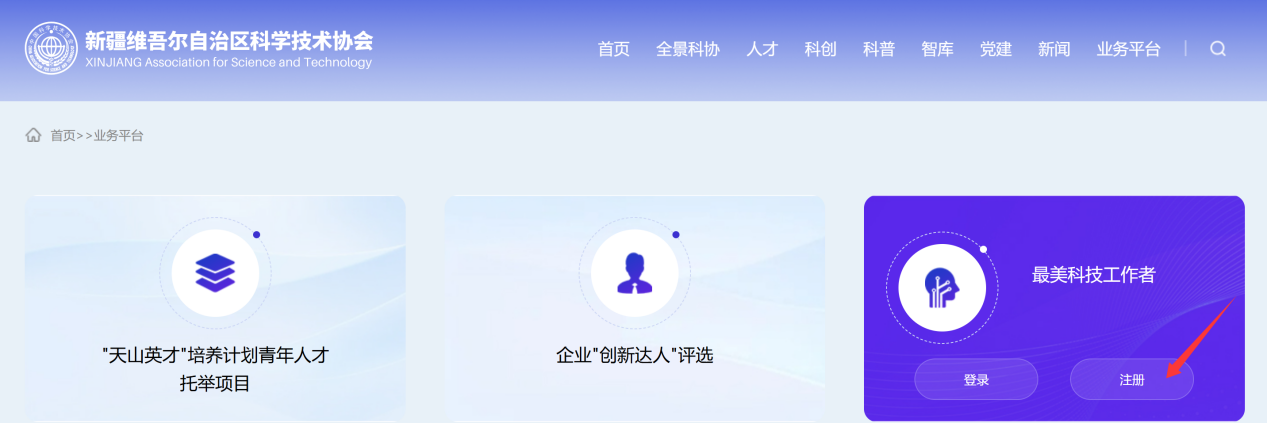 新疆维吾尔自治区科学技术协会
XINJIANG Association for Science and Technology
首页 全景科协 人才 科创 科普 智库 党建 新闻 业务平台
首页>>业务平台
"天山英才"培养计划青年人才
托举项目
企业"创新达人"评选
最美科技工作者
登录 注册